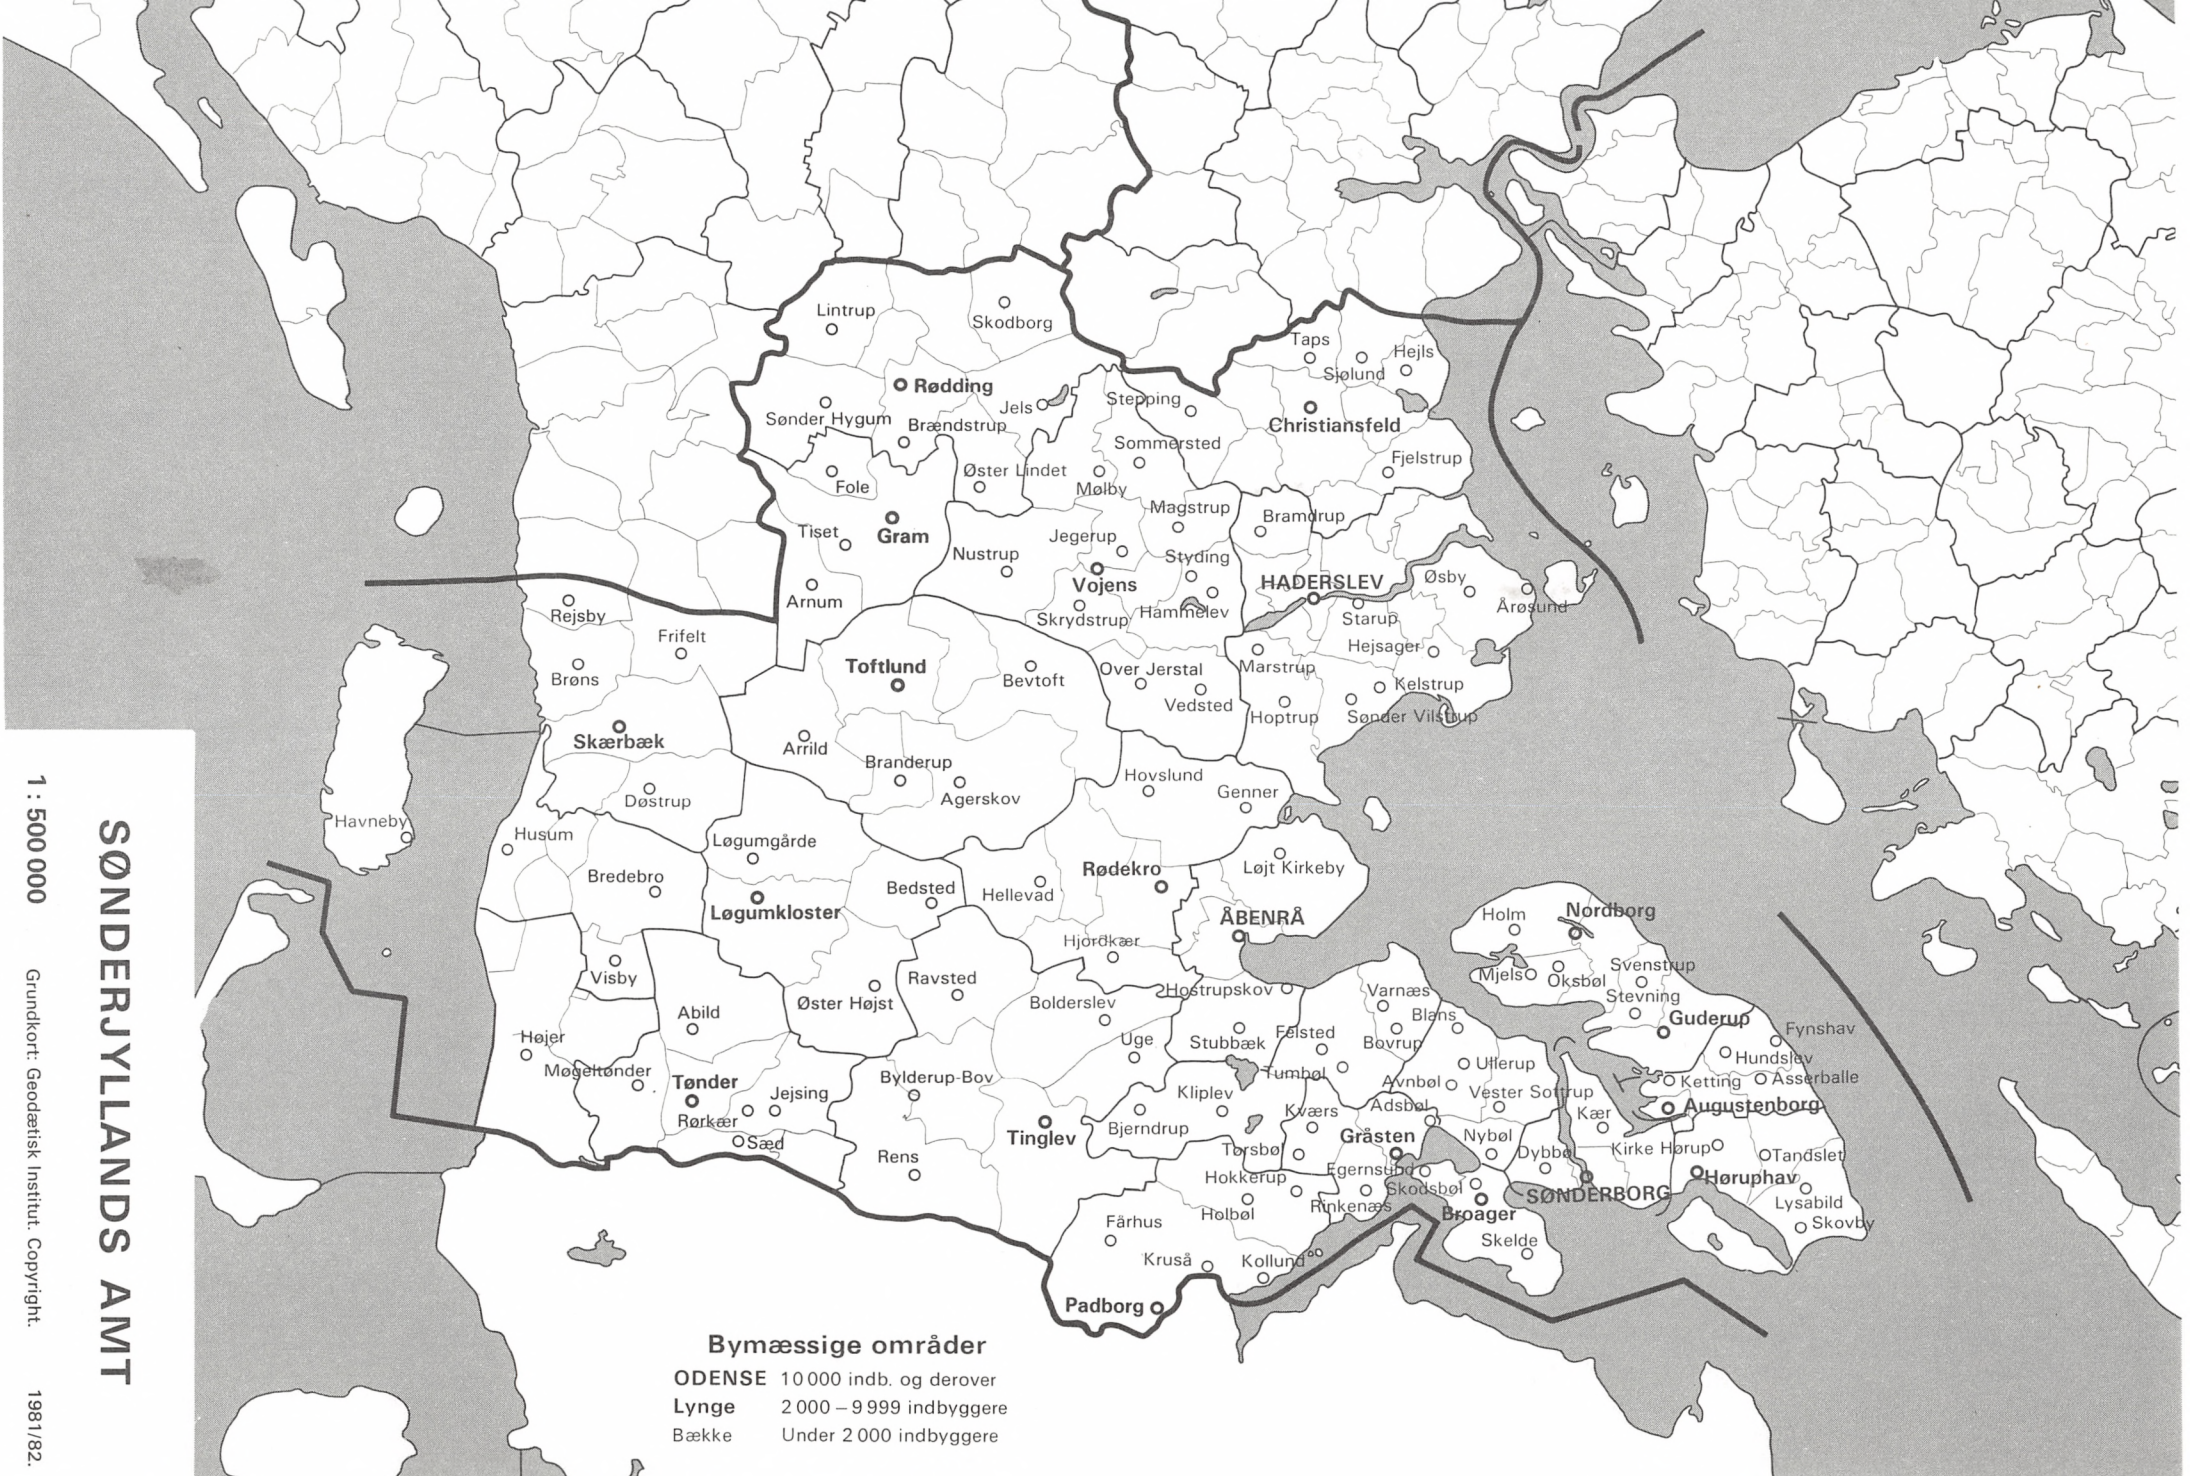 Lintrup
Skodborg
Taps
Hejls
Sjølund
Rødding
Jels
Stepping
Sønder Hygum
Brændstrup
Christiansfeld
Sommersted
Fjelstrup
Øster Lindet
Fole
Mølby
Magstrup
Bramdrup
Tiset
Gram
Jegerup
Nustrup
Styding
Vojens
HADERSLEV
Øsby
Arnum
Skrydstrup
Hammelev
Starup
Årøsund
Rejsby
Frifelt
Hejsager
Toftlund
Over Jerstal
Marstrup
Brøns
Bevtoft
Kelstrup
Vedsted
Hoptrup
Sønder Vilstrup
Skærbæk
Arrild
Branderup
Hovslund
Døstrup
Agerskov
Genner
Havneby
Husum
Løgumgårde
Bredebro
Rødekro
Løjt Kirkeby
Bedsted
Hellevad
Løgumkloster
ÅBENRÅ
Holm
Nordborg
Hjordkær
Visby
Ravsted
Hostrupskov
Mjels
Oksbøl
Svenstrup
Øster Højst
Bolderslev
Varnæs
Stevning
Abild
Blans
Guderup
Højer
Uge
Stubbæk
Felsted
Bovrup
Fynshav
Hundslev
Møgeltønder
Tønder
Bylderup-Bov
Tumbøl
Ullerup
Avnbøl
Ketting
Asserballe
Jejsing
Kliplev
Vester Sottrup
Rørkær
Kværs
Adsbøl
Kær
Augustenborg
Sæd
Tinglev
Bjerndrup
Gråsten
Nybøl
Tørsbøl
Dybbøl
Kirke Hørup
Tandslet
Rens
Egernsund
Hokkerup
Skodsbøl
SØNDERBORG
Høruphav
Holbøl
Rinkenæs
Broager
Lysabild
Fårhus
Skovby
Skelde
Kruså
Kollund
Padborg
SØNDERJYLLANDS AMT
1 : 500 000 Grundkort: Geodætisk Institut. Copyright. 1981/82.
Bymæssige områder
ODENSE 10 000 indb. og derover
Lynge 2 000 – 9 999 indbyggere
Bække Under 2 000 indbyggere